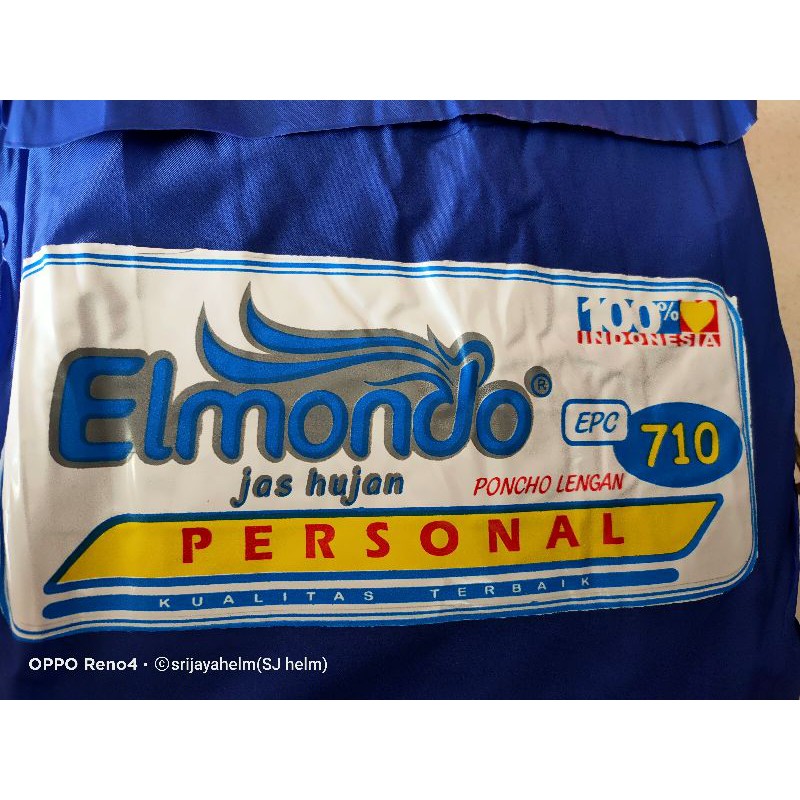 100%
INDONESIA
Elmondo®
EPC 710
jas hujan
PONCHO LENGAN
PERSONAL
KUALITAS TERBAIK
OPPO Reno4 · ©srijayahelm(SJ helm)